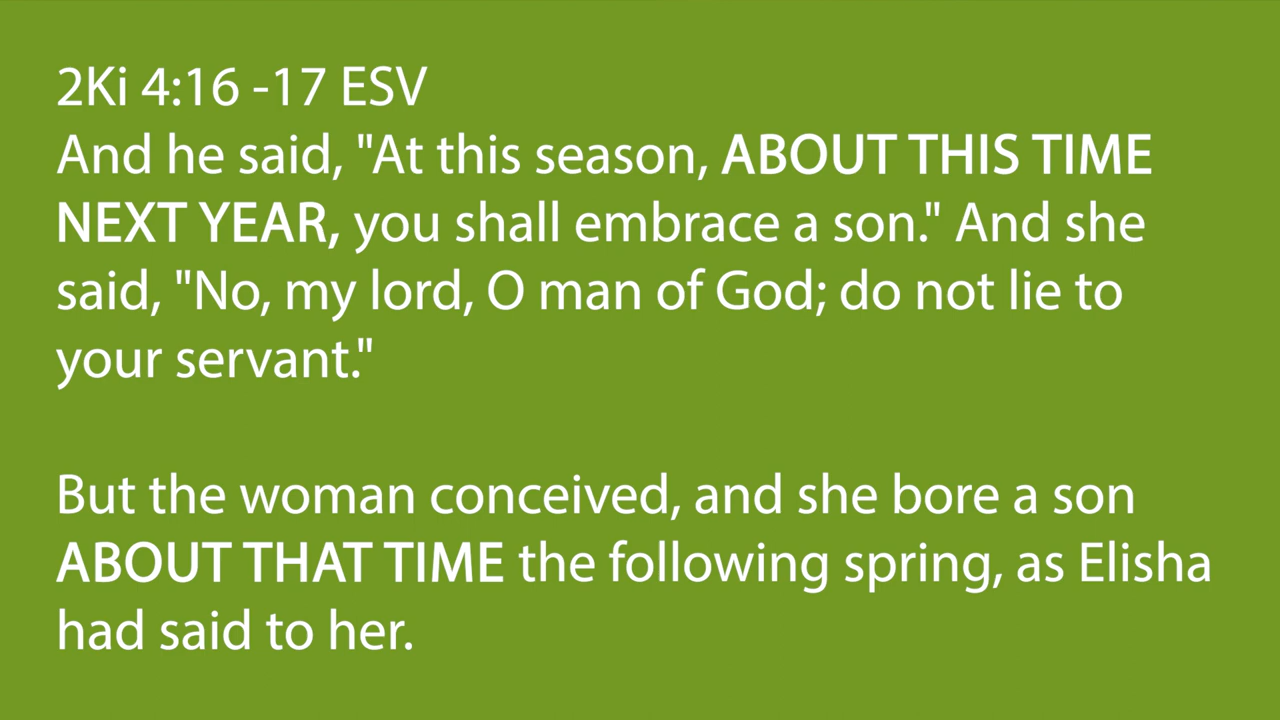 2Ki 4:16 -17 ESV
And he said, "At this season, ABOUT THIS TIME
NEXT YEAR, you shall embrace a son." And she
said, "No, my lord, O man of God; do not lie to
your servant."
But the woman conceived, and she bore a son
ABOUT THAT TIME the following spring, as Elisha
had said to her.